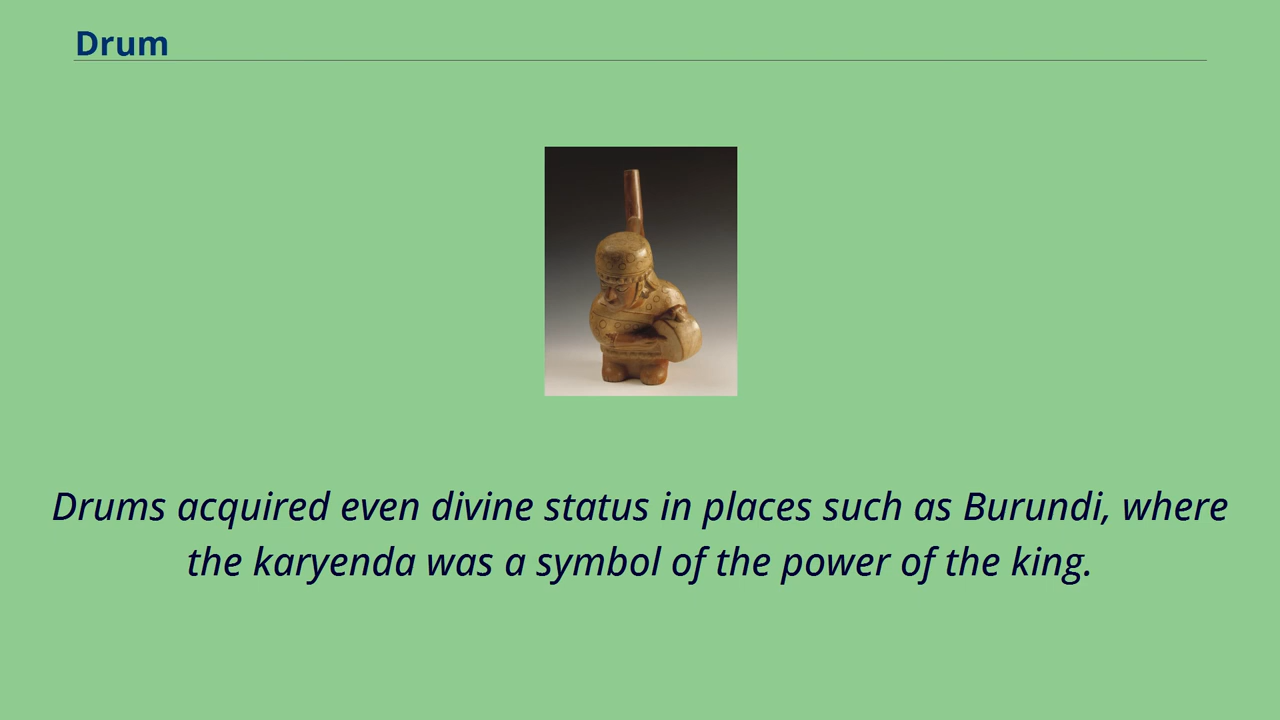 Drum
Drums acquired even divine status in places such as Burundi, where
the karyenda was a symbol of the power of the king.